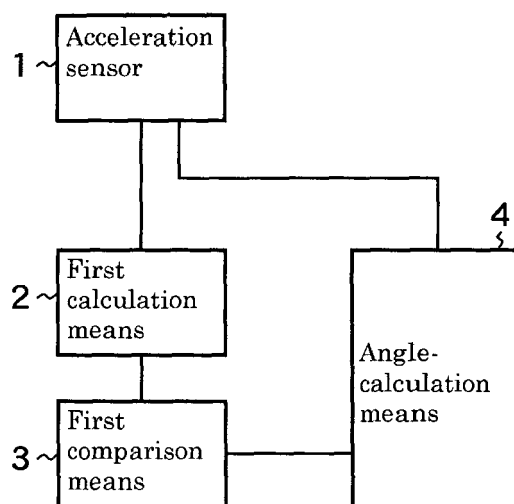 1
Acceleration
sensor
4
2
First
calculation
means
Angle-
calculation
means
3
First
comparison
means